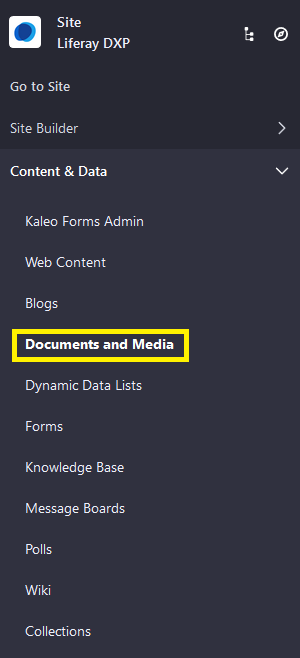 Site
Liferay DXP
Go to Site
Site Builder
Content & Data
Kaleo Forms Admin
Web Content
Blogs
Documents and Media
Dynamic Data Lists
Forms
Knowledge Base
Message Boards
Polls
Wiki
Collections